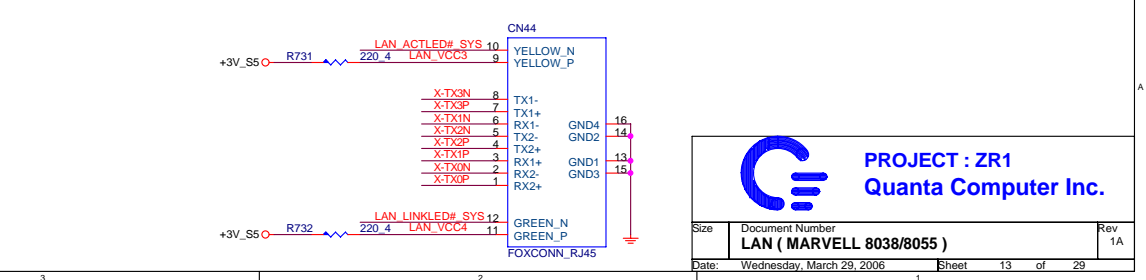 CN44
LAN_ACTLED#_SYS 10 YELLOW_N
+3V_S5 R731 220_4 LAN_VCC3 9 YELLOW_P
X-TX3N 8 TX1-
X-TX3P 7 TX1+
X-TX1N 6 RX1- GND4 16
X-TX2N 5 TX2- GND2 14
X-TX2P 4 TX2+
X-TX1P 3 RX1+ GND1 13
X-TX0N 2 RX2- GND3 15
X-TX0P 1 RX2+
LAN_LINKLED#_SYS 12 GREEN_N
+3V_S5 R732 220_4 LAN_VCC4 11 GREEN_P
FOXCONN_RJ45
A
PROJECT : ZR1
Quanta Computer Inc.
Size Document Number Rev
LAN ( MARVELL 8038/8055 ) 1A
Date: Wednesday, March 29, 2006 Sheet 13 of 29
3 2 1